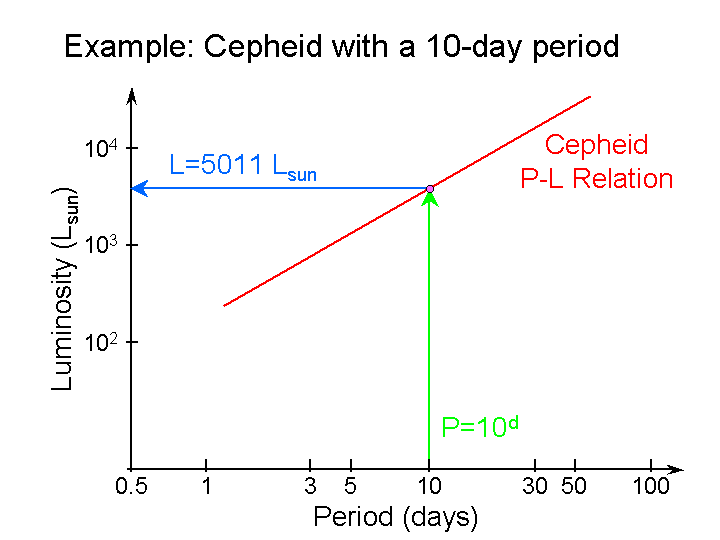 Example: Cepheid with a 10-day period
Luminosity (Lsun)
10⁴
10³
10²
L=5011 Lsun
Cepheid
P-L Relation
P=10ᵈ
0.5 1 3 5 10 30 50 100
Period (days)